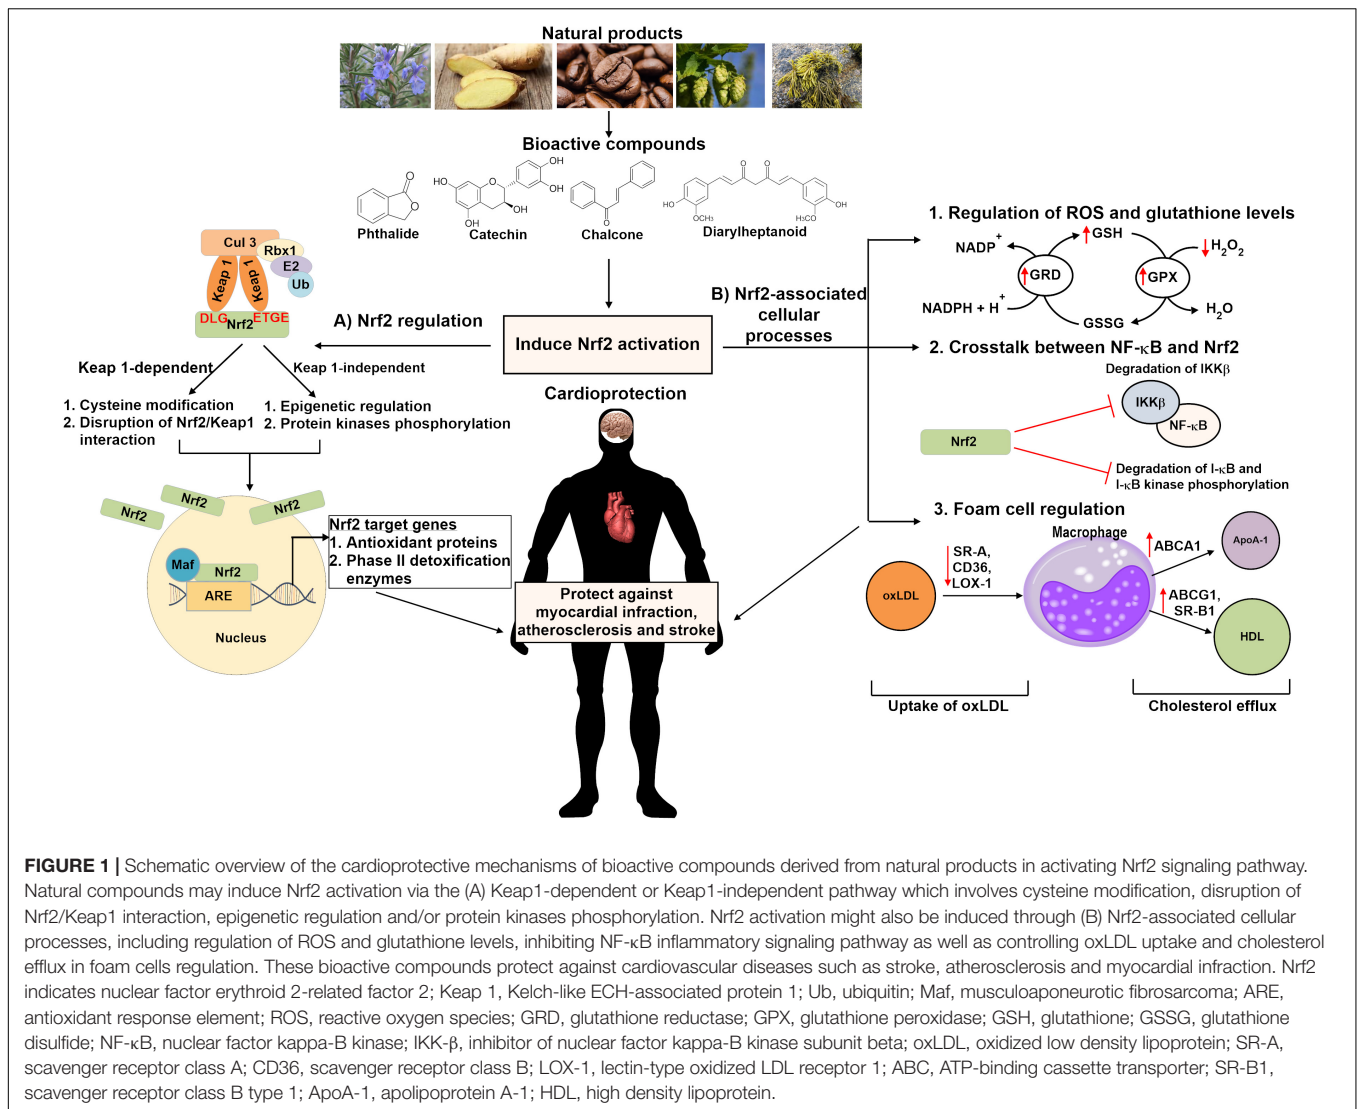 Natural products
Bioactive compounds
O
O
Phthalide
HO
O
OH
OH
OH
OH
Catechin
O
Chalcone
O
O
HO
OCH₃
H₃CO
OH
Diarylheptanoid
Cul 3
Rbx1
E2
Ub
Keap 1
Keap 1
DLG
ETGE
Nrf2
A) Nrf2 regulation
Induce Nrf2 activation
B) Nrf2-associated
cellular
processes
Keap 1-dependent
Keap 1-independent
1. Cysteine modification
2. Disruption of Nrf2/Keap1
interaction
1. Epigenetic regulation
2. Protein kinases phosphorylation
Nrf2
Nrf2
Nrf2
Maf
Nrf2
ARE
Nucleus
Nrf2 target genes
1. Antioxidant proteins
2. Phase II detoxification
enzymes
Cardioprotection
Protect against
myocardial infraction,
atherosclerosis and stroke
1. Regulation of ROS and glutathione levels
NADP⁺
GSH
H₂O₂
GRD
GPX
NADPH + H⁺
GSSG
H₂O
2. Crosstalk between NF-κB and Nrf2
Degradation of IKKβ
IKKβ
NF-κB
Nrf2
Degradation of I-κB and
I-κB kinase phosphorylation
3. Foam cell regulation
Macrophage
SR-A,
CD36,
LOX-1
oxLDL
ABCA1
ApoA-1
ABCG1,
SR-B1
HDL
Uptake of oxLDL
Cholesterol efflux
FIGURE 1 | Schematic overview of the cardioprotective mechanisms of bioactive compounds derived from natural products in activating Nrf2 signaling pathway.
Natural compounds may induce Nrf2 activation via the (A) Keap1-dependent or Keap1-independent pathway which involves cysteine modification, disruption of
Nrf2/Keap1 interaction, epigenetic regulation and/or protein kinases phosphorylation. Nrf2 activation might also be induced through (B) Nrf2-associated cellular
processes, including regulation of ROS and glutathione levels, inhibiting NF-κB inflammatory signaling pathway as well as controlling oxLDL uptake and cholesterol
efflux in foam cells regulation. These bioactive compounds protect against cardiovascular diseases such as stroke, atherosclerosis and myocardial infraction. Nrf2
indicates nuclear factor erythroid 2-related factor 2; Keap 1, Kelch-like ECH-associated protein 1; Ub, ubiquitin; Maf, musculoaponeurotic fibrosarcoma; ARE,
antioxidant response element; ROS, reactive oxygen species; GRD, glutathione reductase; GPX, glutathione peroxidase; GSH, glutathione; GSSG, glutathione
disulfide; NF-κB, nuclear factor kappa-B kinase; IKK-β, inhibitor of nuclear factor kappa-B kinase subunit beta; oxLDL, oxidized low density lipoprotein; SR-A,
scavenger receptor class A; CD36, scavenger receptor class B; LOX-1, lectin-type oxidized LDL receptor 1; ABC, ATP-binding cassette transporter; SR-B1,
scavenger receptor class B type 1; ApoA-1, apolipoprotein A-1; HDL, high density lipoprotein.